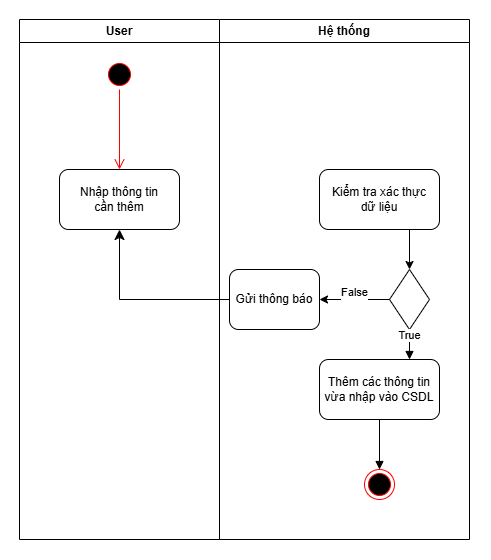 User
Hệ thống
Nhập thông tin
cần thêm
Kiểm tra xác thực
dữ liệu
Gửi thông báo
False
True
Thêm các thông tin
vừa nhập vào CSDL